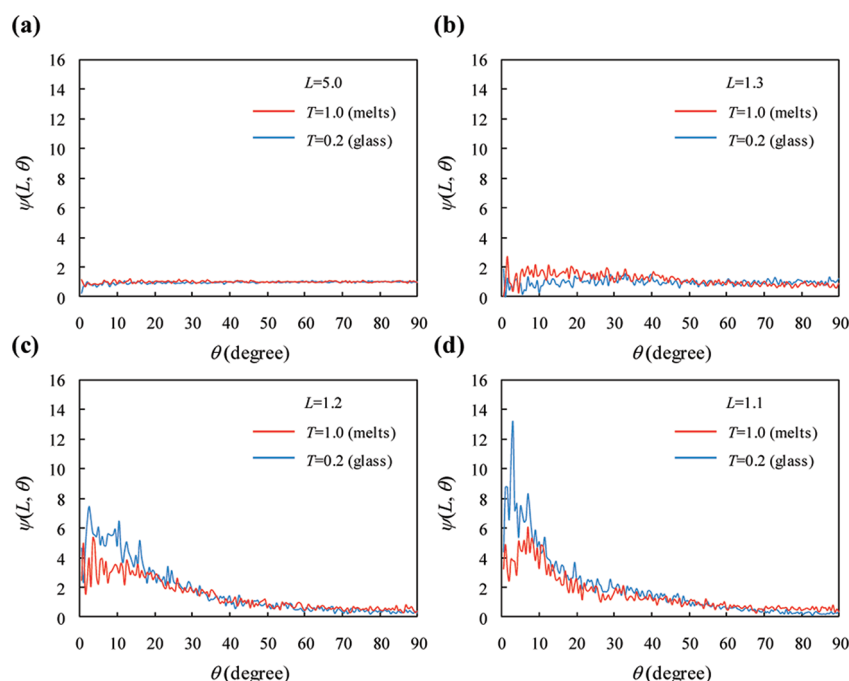 (a)
16
14
12
10
8
6
4
2
0
ψ(L, θ)
L=5.0
T=1.0 (melts)
T=0.2 (glass)
0 10 20 30 40 50 60 70 80 90
θ (degree)
(b)
16
14
12
10
8
6
4
2
0
ψ(L, θ)
L=1.3
T=1.0 (melts)
T=0.2 (glass)
0 10 20 30 40 50 60 70 80 90
θ (degree)
(c)
16
14
12
10
8
6
4
2
0
ψ(L, θ)
L=1.2
T=1.0 (melts)
T=0.2 (glass)
0 10 20 30 40 50 60 70 80 90
θ (degree)
(d)
16
14
12
10
8
6
4
2
0
ψ(L, θ)
L=1.1
T=1.0 (melts)
T=0.2 (glass)
0 10 20 30 40 50 60 70 80 90
θ (degree)